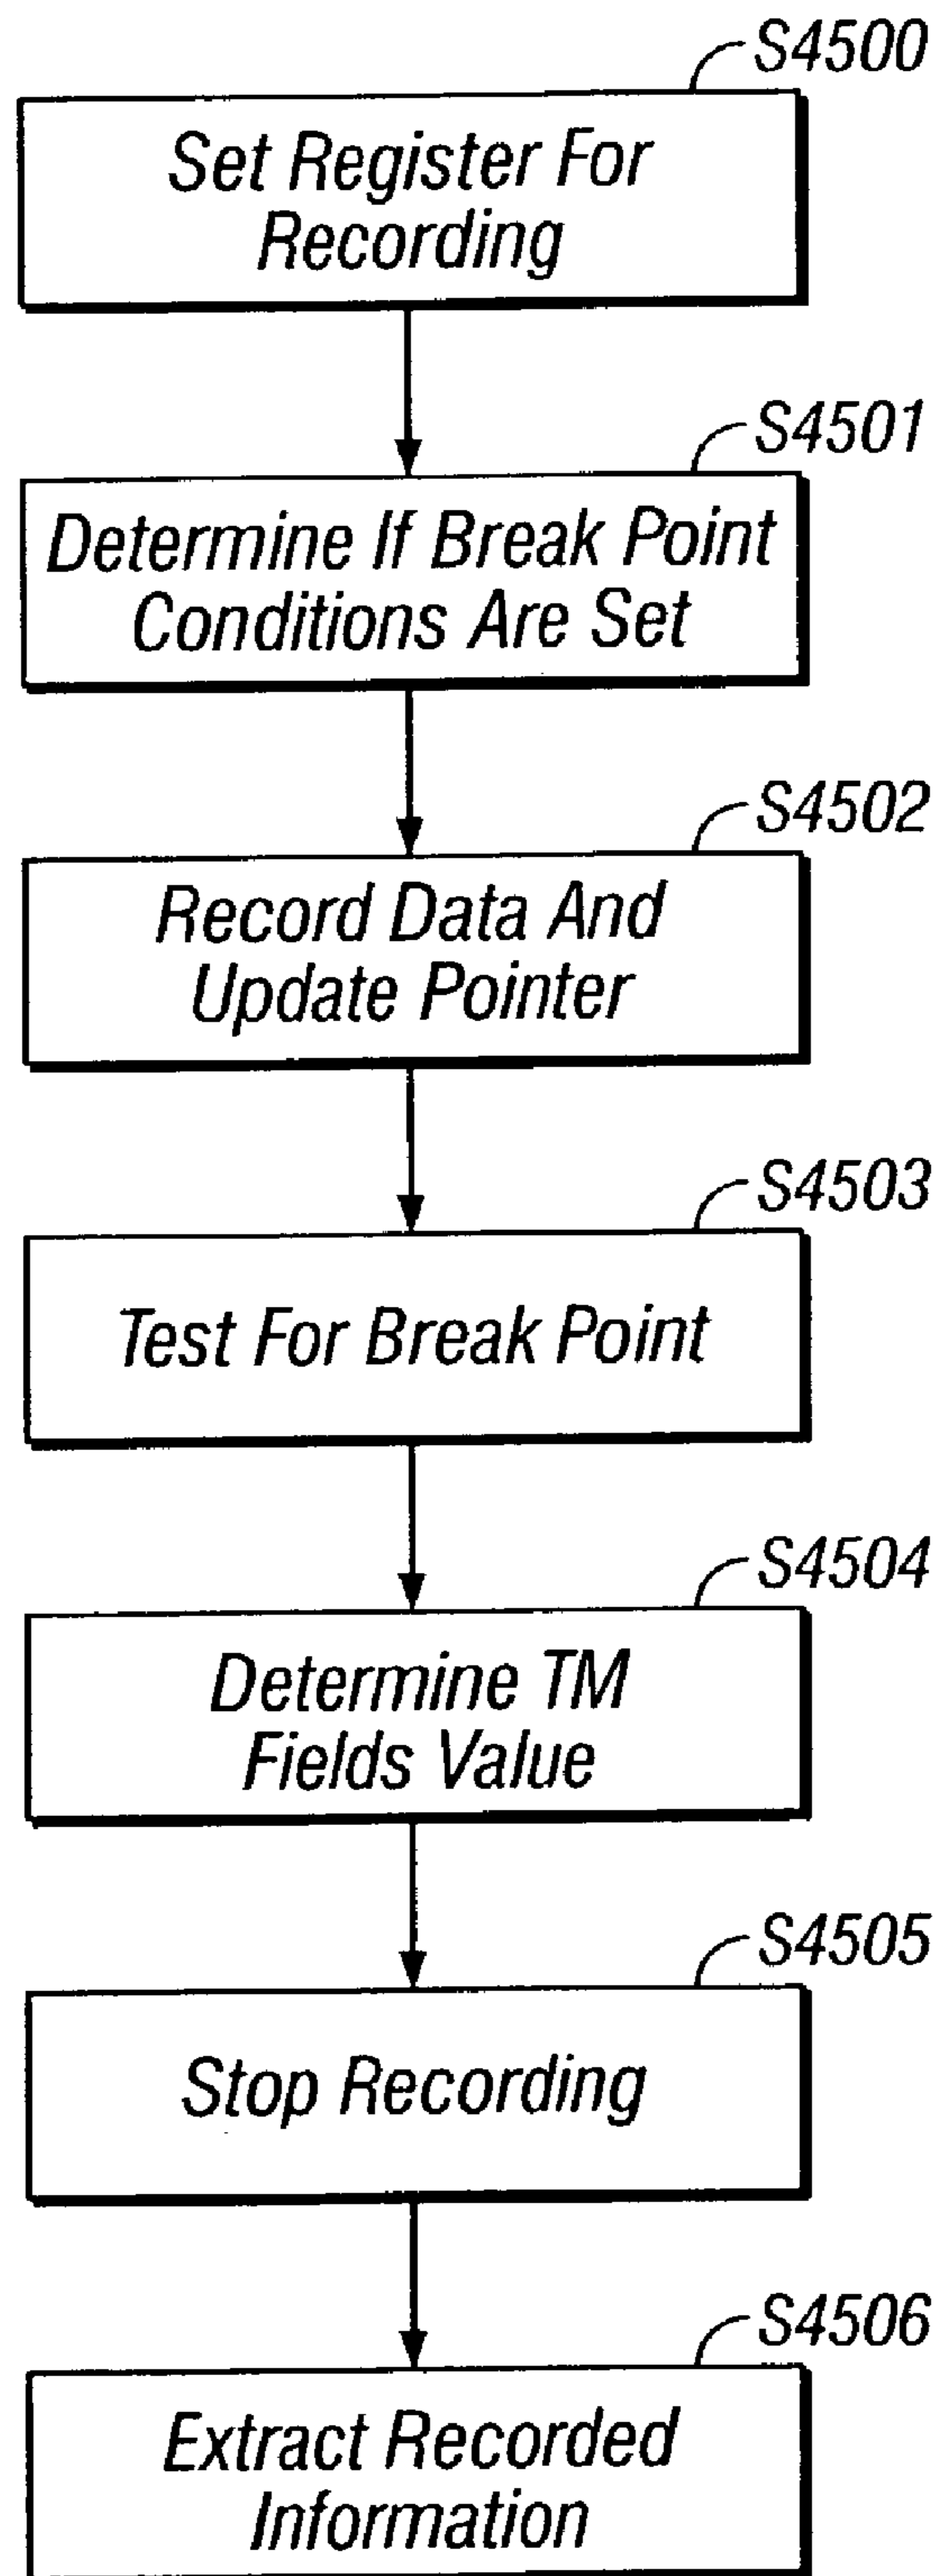 S4500
Set Register For
Recording
S4501
Determine If Break Point
Conditions Are Set
S4502
Record Data And
Update Pointer
S4503
Test For Break Point
S4504
Determine TM
Fields Value
S4505
Stop Recording
S4506
Extract Recorded
Information